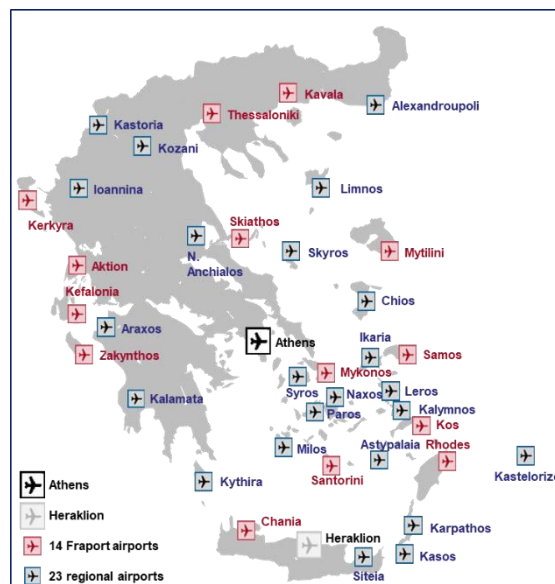 Kavala
Alexandroupoli
Thessaloniki
Kastoria
Kozani
Ioannina
Limnos
Kerkyra
Skiathos
N.
Anchialos
Skyros
Mytilini
Aktion
Kefalonia
Chios
Araxos
Athens
Ikaria
Zakynthos
Samos
Mykonos
Syros
Naxos
Leros
Kalamata
Paros
Kalymnos
Kos
Milos
Astypalaia
Rhodes
Kythira
Santorini
Kasteloriz
Chania
Karpathos
Heraklion
Kasos
Siteia
Athens
Heraklion
14 Fraport airports
23 regional airports